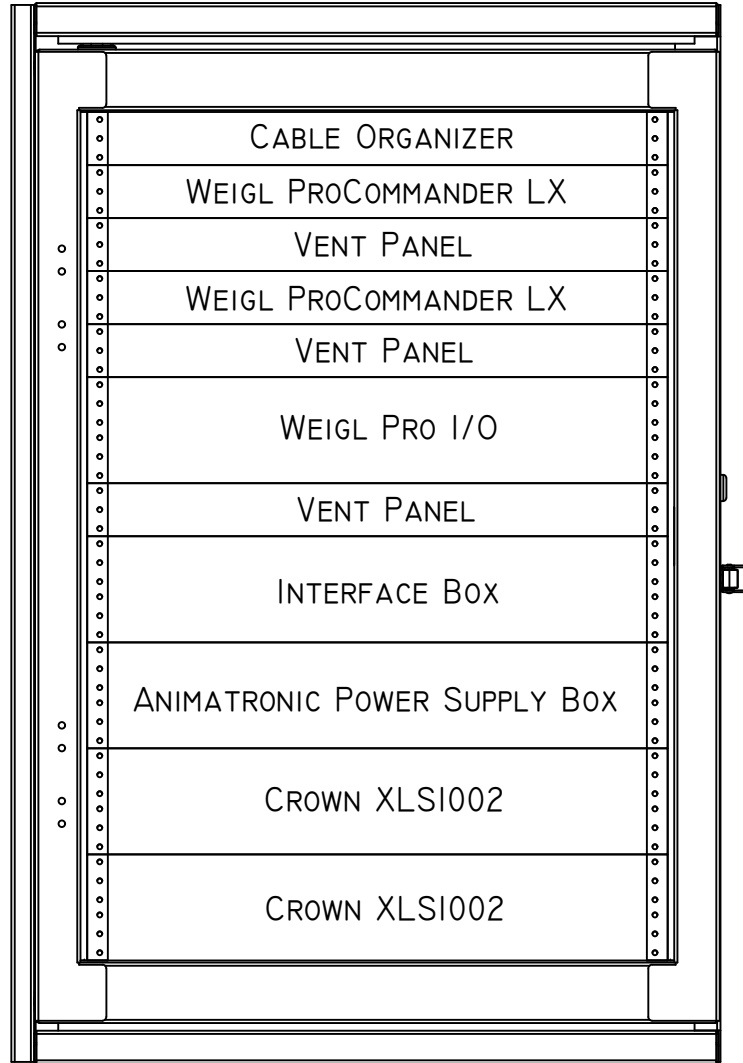 Cable Organizer
Weigl ProCommander LX
Vent Panel
Weigl ProCommander LX
Vent Panel
Weigl Pro I/O
Vent Panel
Interface Box
Animatronic Power Supply Box
Crown XLS1002
Crown XLS1002